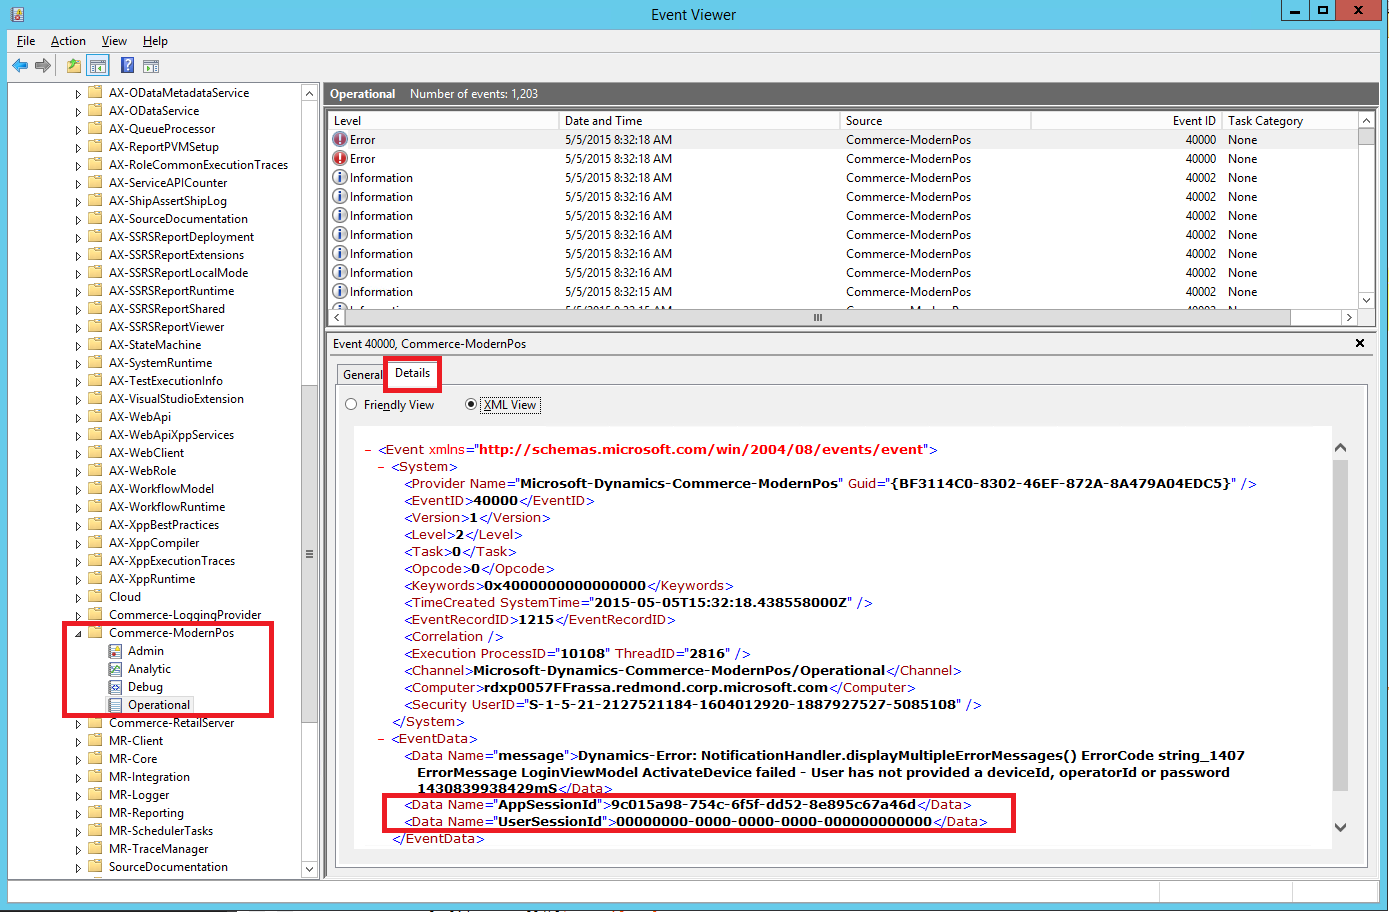 Event Viewer
File Action View Help
AX-ODataMetadataService
AX-ODataService
AX-QueueProcessor
AX-ReportPVMSetup
AX-RoleCommonExecutionTraces
AX-ServiceAPICounter
AX-ShipAssertShipLog
AX-SourceDocumentation
AX-SSRSReportDeployment
AX-SSRSReportExtensions
AX-SSRSReportLocalMode
AX-SSRSReportRuntime
AX-SSRSReportShared
AX-SSRSReportViewer
AX-StateMachine
AX-SystemRuntime
AX-TestExecutionInfo
AX-VisualStudioExtension
AX-WebApi
AX-WebApiXppServices
AX-WebClient
AX-WebRole
AX-WorkflowModel
AX-WorkflowRuntime
AX-XppBestPractices
AX-XppCompiler
AX-XppExecutionTraces
AX-XppRuntime
Cloud
Commerce-LoggingProvider
Commerce-ModernPos
Admin
Analytic
Debug
Operational
Commerce-RetailServer
MR-Client
MR-Core
MR-Integration
MR-Logger
MR-Reporting
MR-SchedulerTasks
MR-TraceManager
SourceDocumentation
Operational Number of events: 1,203
Level Date and Time Source Event ID Task Category
Error 5/5/2015 8:32:18 AM Commerce-ModernPos 40000 None
Error 5/5/2015 8:32:18 AM Commerce-ModernPos 40000 None
Information 5/5/2015 8:32:18 AM Commerce-ModernPos 40002 None
Information 5/5/2015 8:32:16 AM Commerce-ModernPos 40002 None
Information 5/5/2015 8:32:16 AM Commerce-ModernPos 40002 None
Information 5/5/2015 8:32:16 AM Commerce-ModernPos 40002 None
Information 5/5/2015 8:32:16 AM Commerce-ModernPos 40002 None
Information 5/5/2015 8:32:16 AM Commerce-ModernPos 40002 None
Information 5/5/2015 8:32:15 AM Commerce-ModernPos 40002 None
Event 40000, Commerce-ModernPos
General Details
Friendly View XML View
- <Event xmlns="http://schemas.microsoft.com/win/2004/08/events/event">
- <System>
<Provider Name="Microsoft-Dynamics-Commerce-ModernPos" Guid="{BF3114C0-8302-46EF-872A-8A479A04EDC5}" />
<EventID>40000</EventID>
<Version>1</Version>
<Level>2</Level>
<Task>0</Task>
<Opcode>0</Opcode>
<Keywords>0x4000000000000000</Keywords>
<TimeCreated SystemTime="2015-05-05T15:32:18.438558000Z" />
<EventRecordID>1215</EventRecordID>
<Correlation />
<Execution ProcessID="10108" ThreadID="2816" />
<Channel>Microsoft-Dynamics-Commerce-ModernPos/Operational</Channel>
<Computer>rdxp0057FFrassa.redmond.corp.microsoft.com</Computer>
<Security UserID="S-1-5-21-2127521184-1604012920-1887927527-5085108" />
</System>
- <EventData>
<Data Name="message">Dynamics-Error: NotificationHandler.displayMultipleErrorMessages() ErrorCode string_1407
ErrorMessage LoginViewModel ActivateDevice failed - User has not provided a deviceId, operatorId or password
1430839938429mS</Data>
<Data Name="AppSessionId">9c015a98-754c-6f5f-dd52-8e895c67a46d</Data>
<Data Name="UserSessionId">00000000-0000-0000-0000-000000000000</Data>
</EventData>